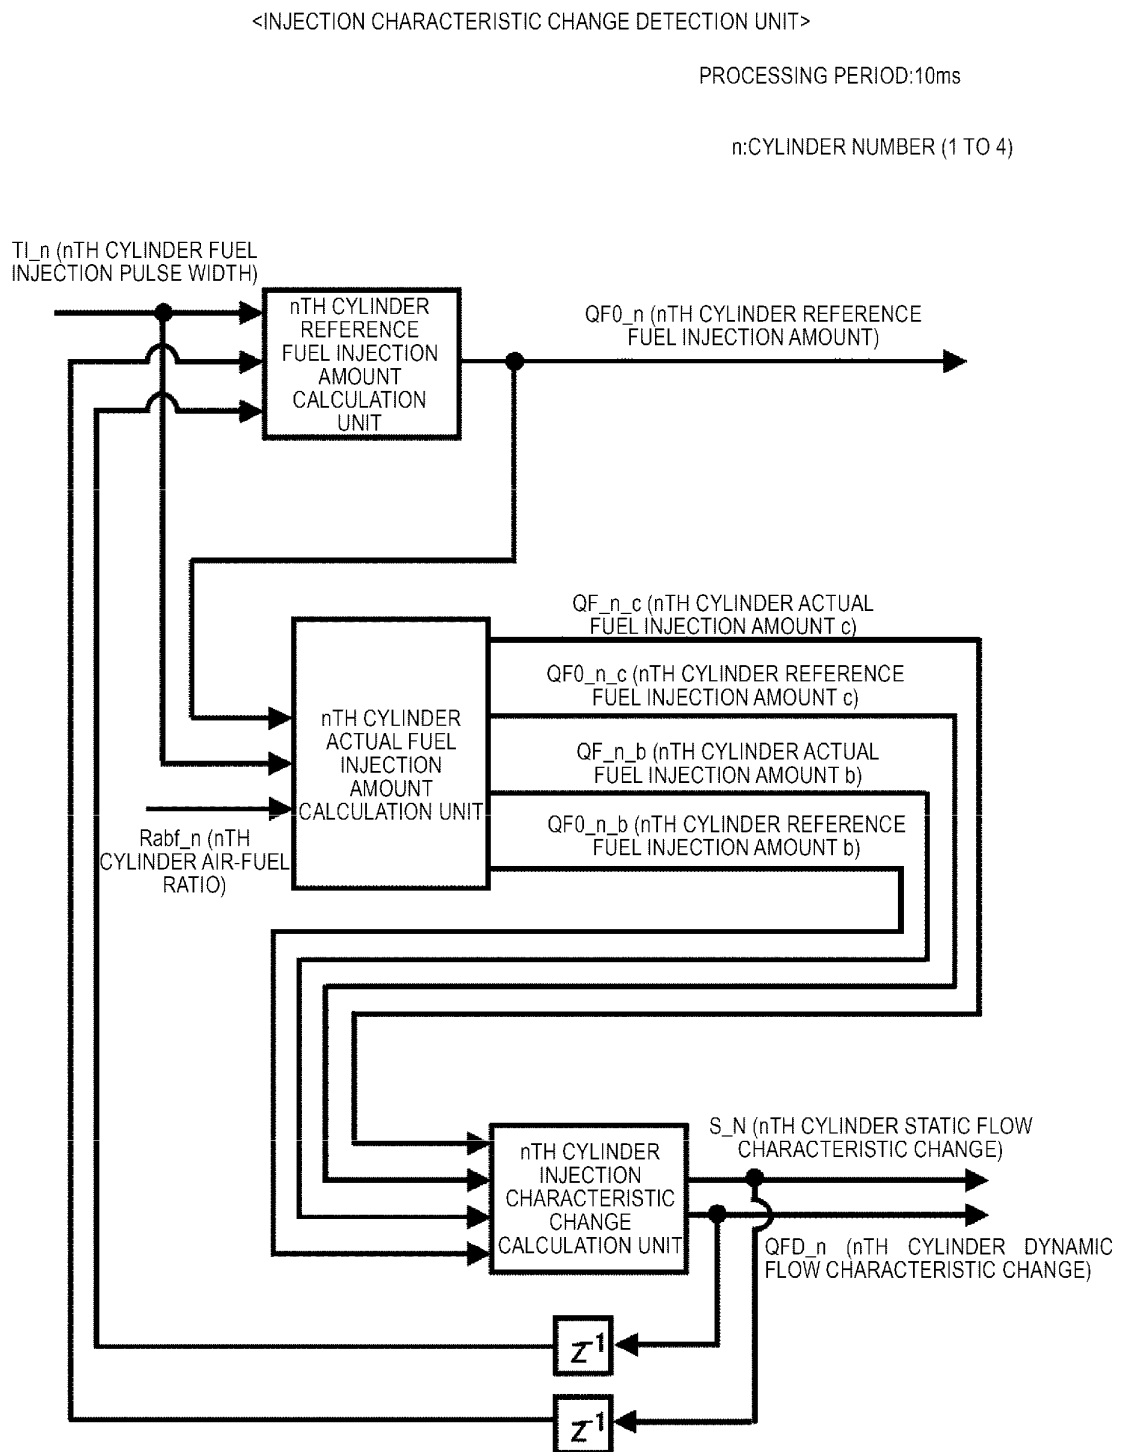 <INJECTION CHARACTERISTIC CHANGE DETECTION UNIT>
PROCESSING PERIOD:10ms
n:CYLINDER NUMBER (1 TO 4)
TI_n (nTH CYLINDER FUEL
INJECTION PULSE WIDTH)
nTH CYLINDER
REFERENCE
FUEL INJECTION
AMOUNT
CALCULATION
UNIT
QF0_n (nTH CYLINDER REFERENCE
FUEL INJECTION AMOUNT)
QF_n_c (nTH CYLINDER ACTUAL
FUEL INJECTION AMOUNT c)
QF0_n_c (nTH CYLINDER REFERENCE
FUEL INJECTION AMOUNT c)
nTH CYLINDER
ACTUAL FUEL
INJECTION
AMOUNT
CALCULATION UNIT
QF_n_b (nTH CYLINDER ACTUAL
FUEL INJECTION AMOUNT b)
QF0_n_b (nTH CYLINDER REFERENCE
FUEL INJECTION AMOUNT b)
Rabf_n (nTH
CYLINDER AIR-FUEL
RATIO)
nTH CYLINDER
INJECTION
CHARACTERISTIC
CHANGE
CALCULATION UNIT
S_N (nTH CYLINDER STATIC FLOW
CHARACTERISTIC CHANGE)
QFD_n (nTH CYLINDER DYNAMIC
FLOW CHARACTERISTIC CHANGE)
z-1
z-1